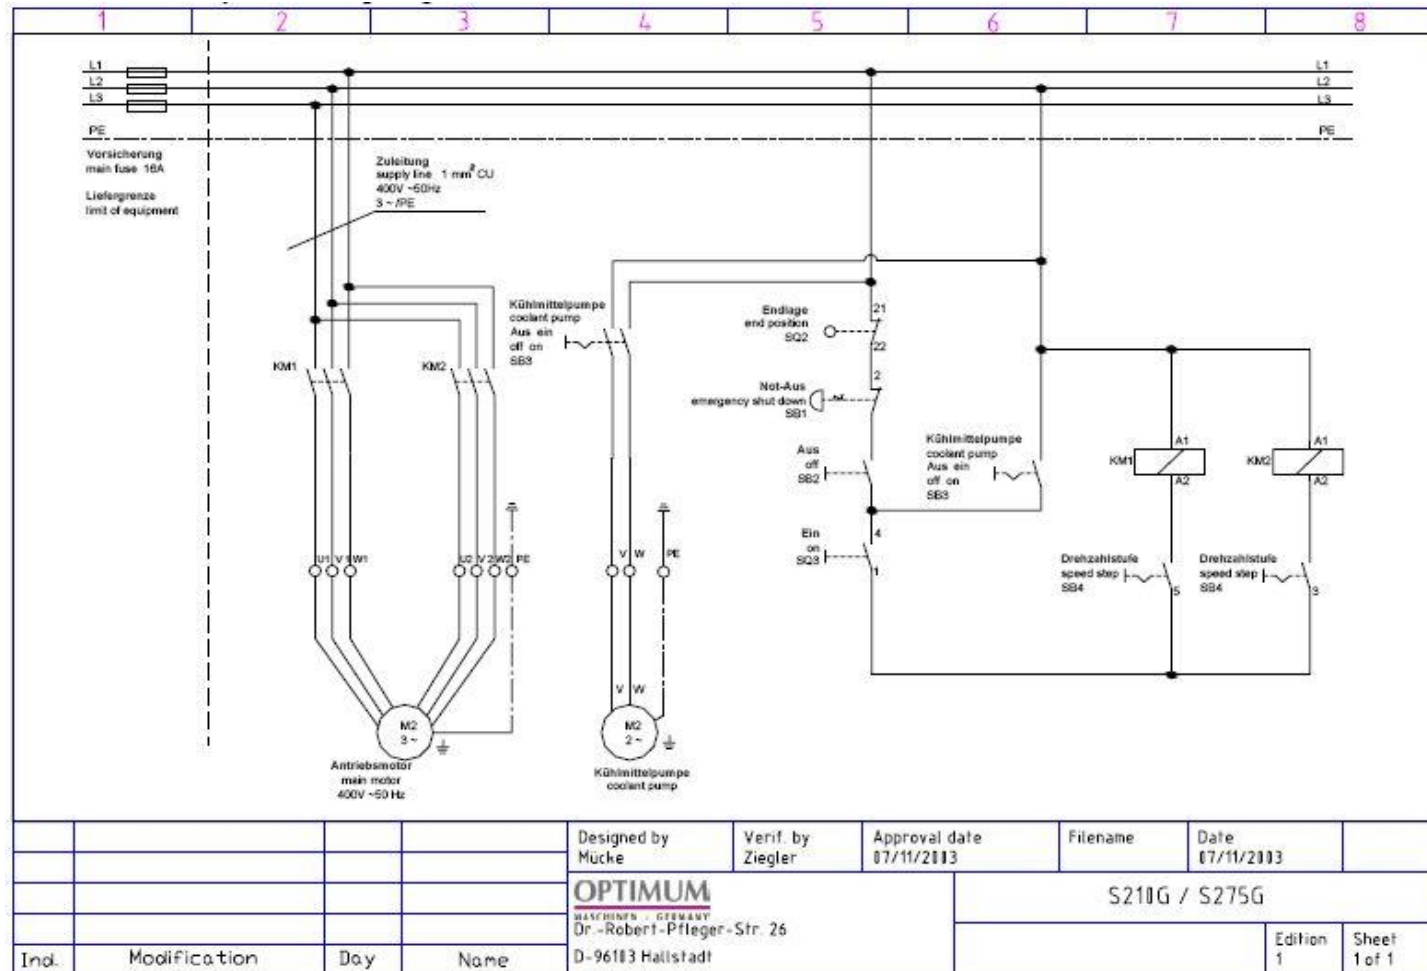 1 2 3 4 5 6 7 8
L1 L1
L2 L2
L3 L3
PE PE
Vorsicherung
main fuse 16A
Liefergrenze
limit of equipment
Zuleitung
supply line 1 mm² CU
400V ~50Hz
3 ~/PE
Kühlmittelpumpe
coolant pump
Aus ein
off on
SB3
KM1
KM2
Endlage
end position
SQ2
21
22
Not-Aus
emergency shut down
SB1
2
Aus
off
SB2
Kühlmittelpumpe
coolant pump
Aus ein
off on
SB3
Ein
on
SQ3
4
1
KM1
A1
A2
KM2
A1
A2
Drehzahlstufe
speed step
SB4
5
Drehzahlstufe
speed step
SB4
3
U1 V1 W1
U2 V2 W2 PE
V W PE
V W
M2
3 ~
Antriebsmotor
main motor
400V ~50 Hz
M2
2 ~
Kühlmittelpumpe
coolant pump
Designed by
Mücke
Verif. by
Ziegler
Approval date
07/11/2003
Filename
Date
07/11/2003
OPTIMUM
MASCHINEN - GERMANY
Dr.-Robert-Pfleger-Str. 26
D-96103 Hallstadt
S210G / S275G
Edition
1
Sheet
1 of 1
Ind. Modification Day Name